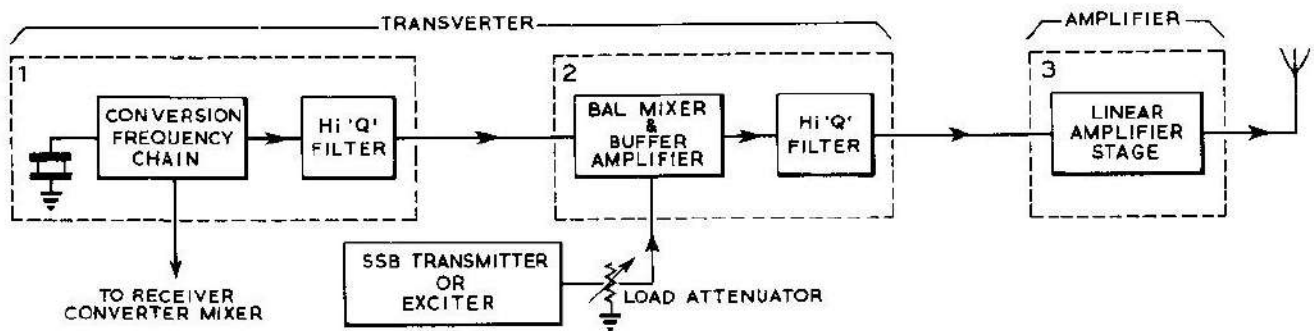 TRANSVERTER
AMPLIFIER
1
CONVERSION
FREQUENCY
CHAIN
Hi 'Q'
FILTER
2
BAL MIXER
&
BUFFER
AMPLIFIER
Hi 'Q'
FILTER
3
LINEAR
AMPLIFIER
STAGE
TO RECEIVER
CONVERTER MIXER
SSB TRANSMITTER
OR
EXCITER
LOAD ATTENUATOR